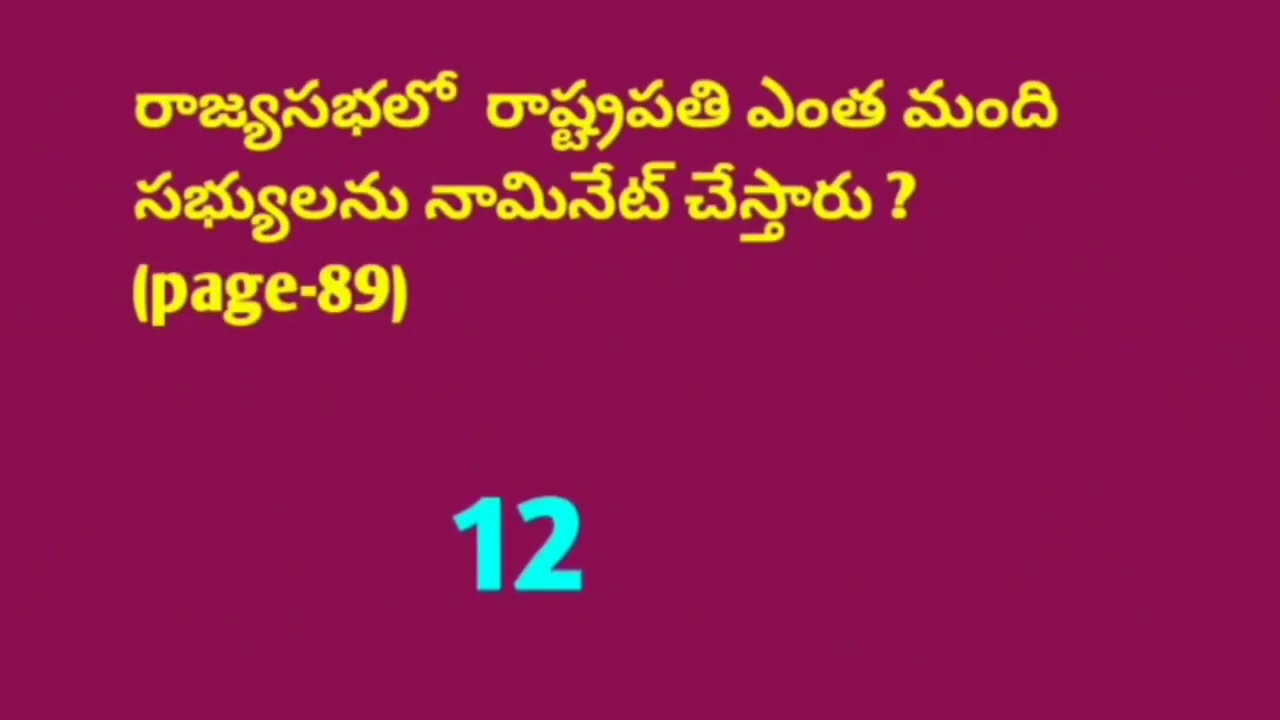 రాజ్యసభలో రాష్ట్రపతి ఎంత మంది
సభ్యులను నామినేట్ చేస్తారు ?
(page-89)
12